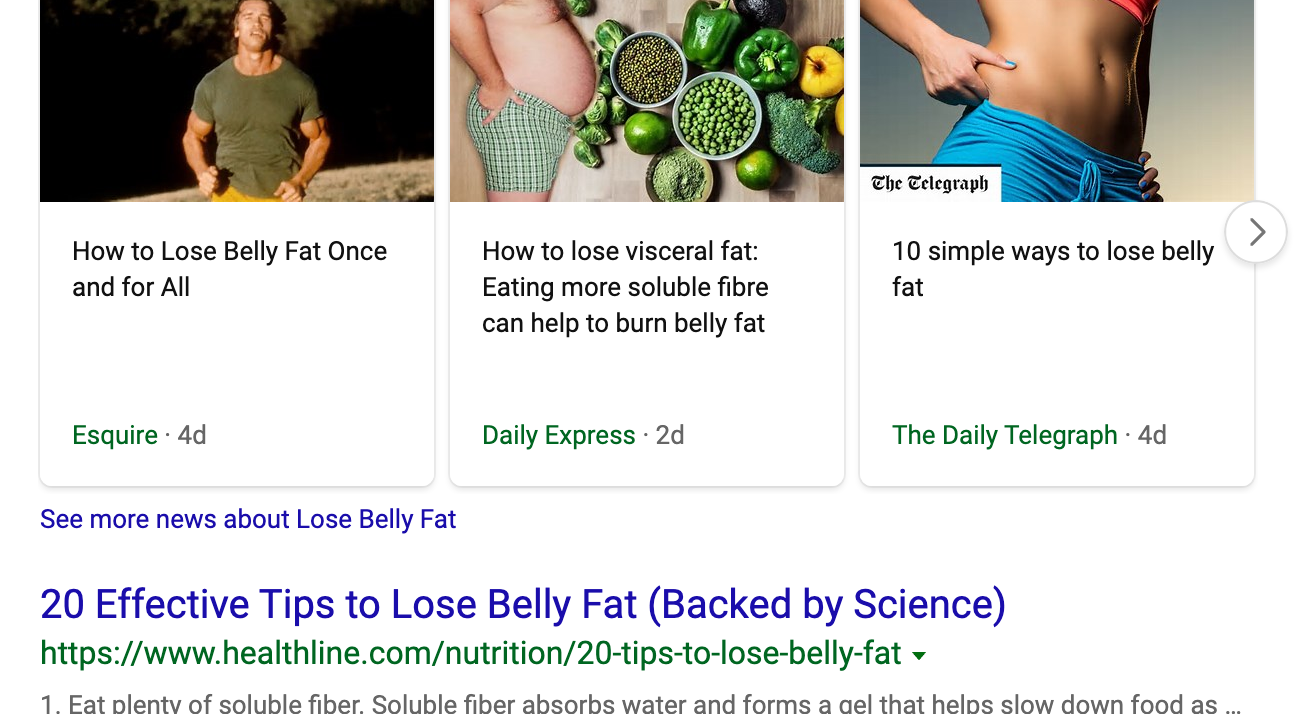 The Telegraph
How to Lose Belly Fat Once
and for All
Esquire · 4d
How to lose visceral fat:
Eating more soluble fibre
can help to burn belly fat
Daily Express · 2d
10 simple ways to lose belly
fat
The Daily Telegraph · 4d
See more news about Lose Belly Fat
20 Effective Tips to Lose Belly Fat (Backed by Science)
https://www.healthline.com/nutrition/20-tips-to-lose-belly-fat
1. Eat plenty of soluble fiber. Soluble fiber absorbs water and forms a gel that helps slow down food as ...